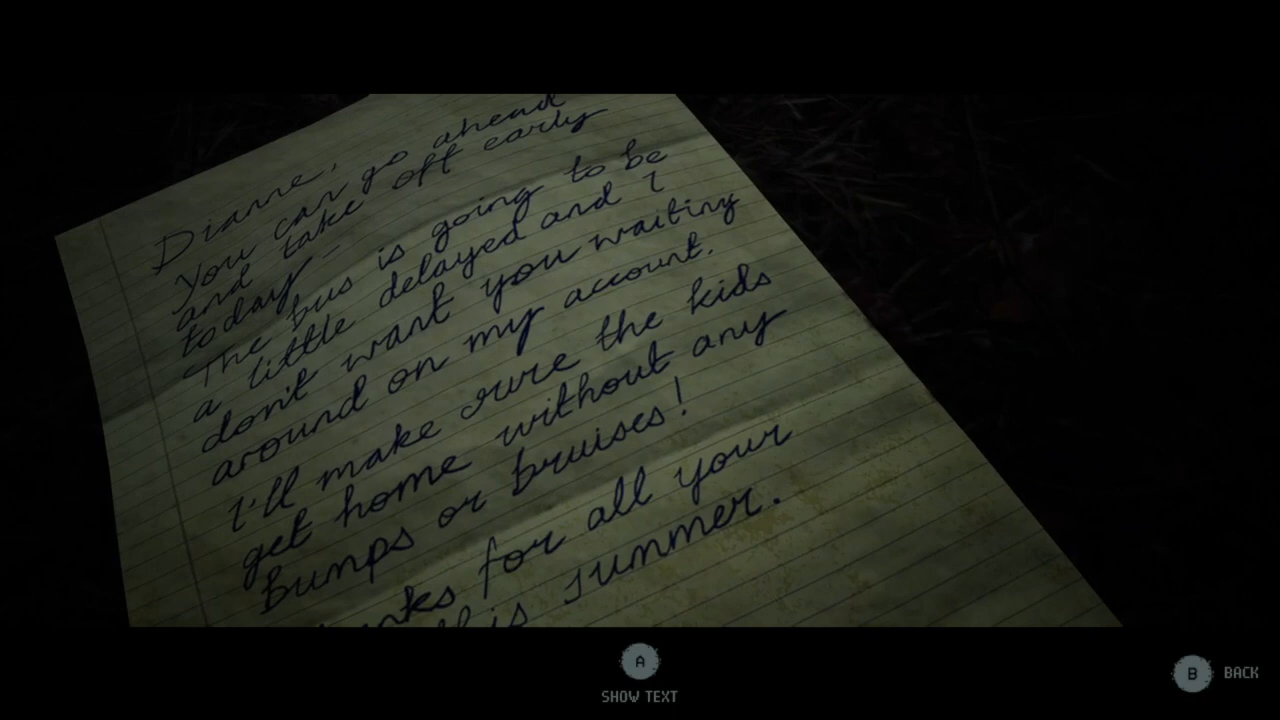 Dianne,
You can go ahead
and take off early
today -
The bus is going to be
a little delayed and I
don't want you waiting
around on my account.
I'll make sure the kids
get home without any
Bumps or bruises!
for all your
this summer.
A
SHOW TEXT
B BACK